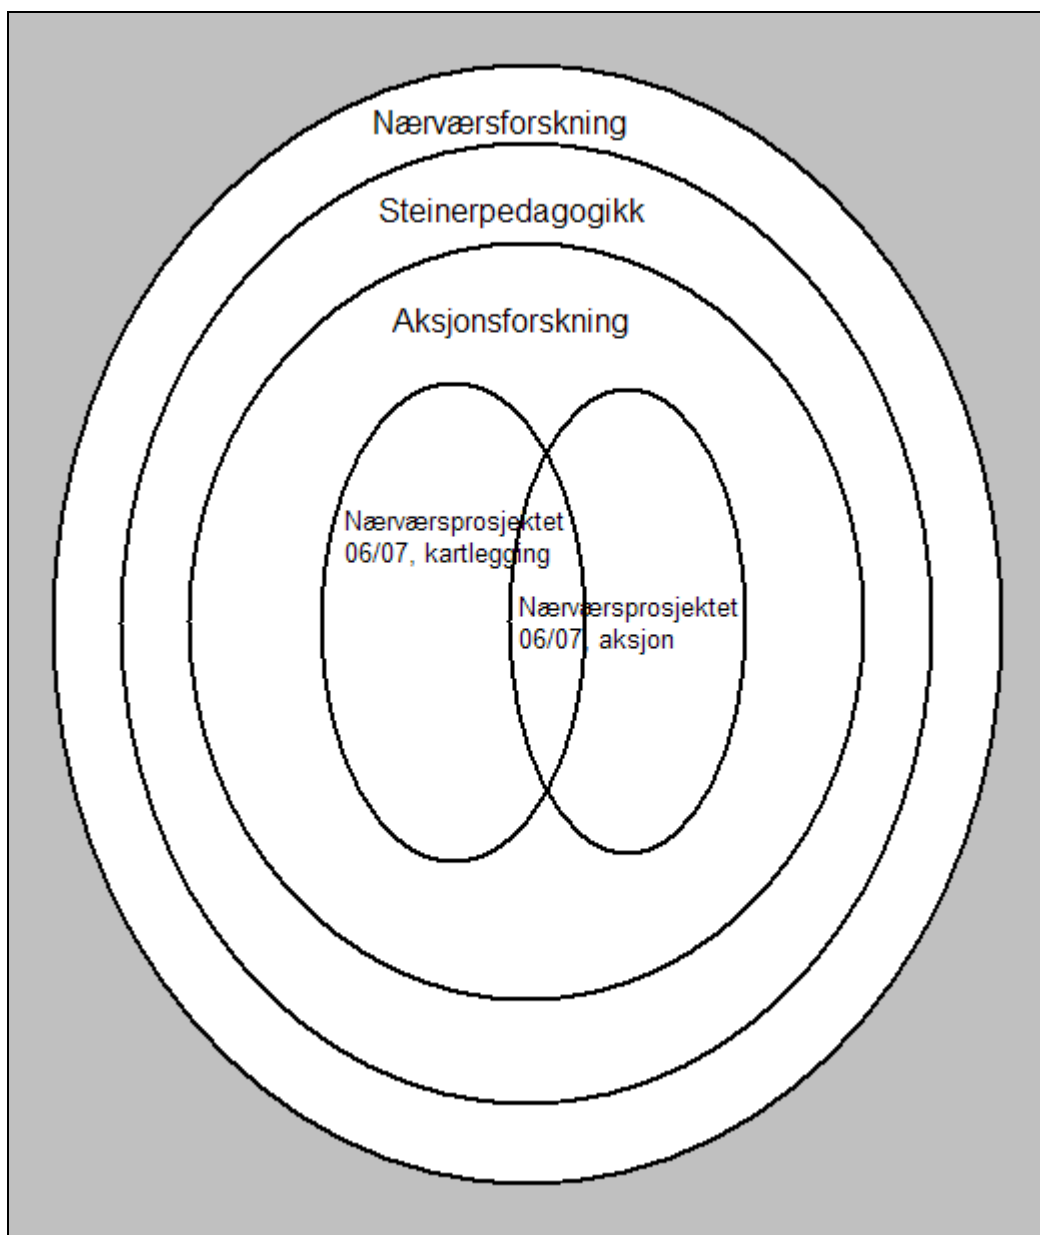 Nærværsforskning
Steinerpedagogikk
Aksjonsforskning
Nærværsprosjektet
06/07, kartlegging
Nærværsprosjektet
06/07, aksjon